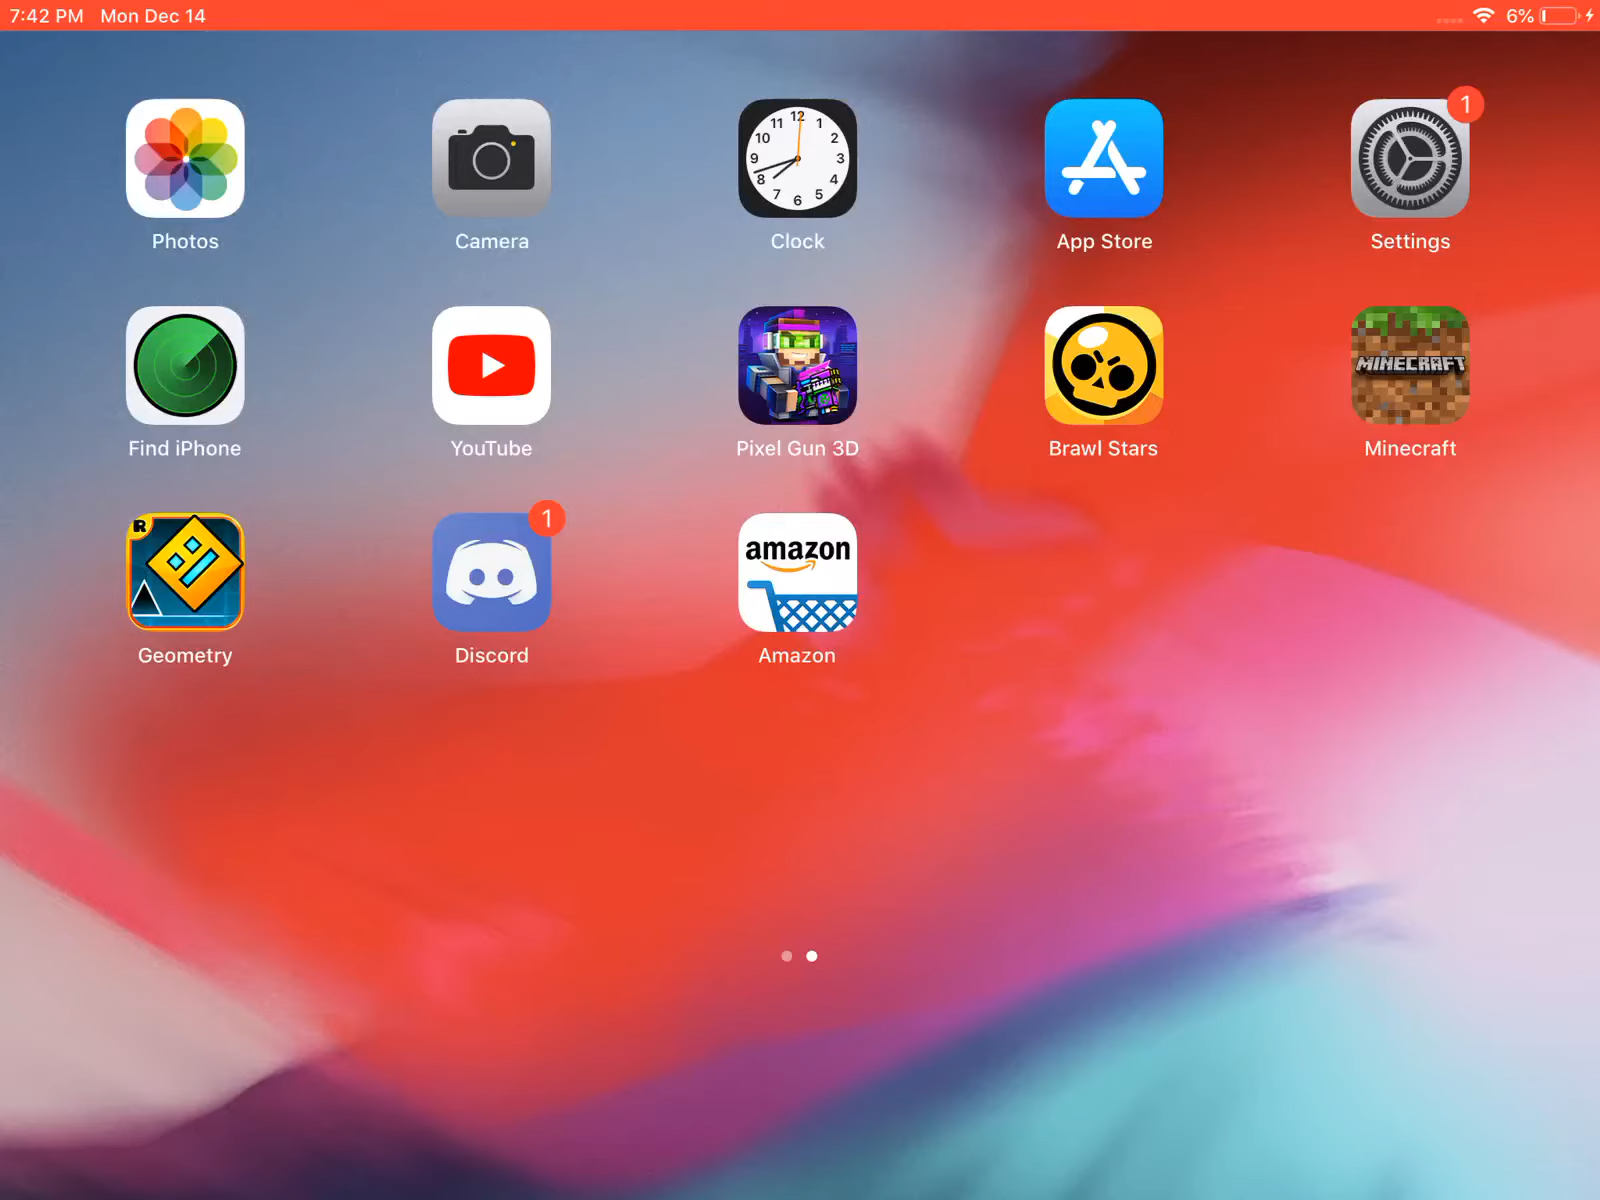 7:42 PM Mon Dec 14 6%
1
12
11 1
10 2
9 3
8 4
7 5
6
Photos Camera Clock App Store Settings
MINECRAFT
Find iPhone YouTube Pixel Gun 3D Brawl Stars Minecraft
R
1
amazon
Geometry Discord Amazon